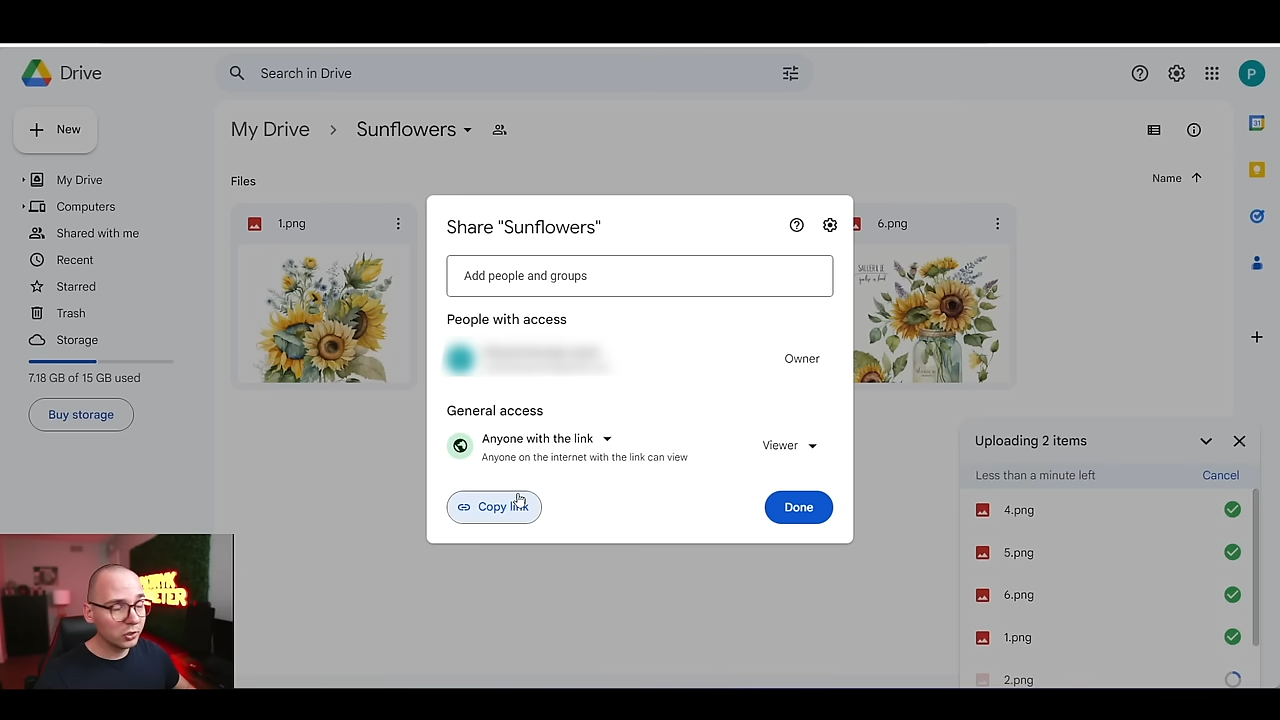 Drive
Search in Drive
P
New
My Drive
Sunflowers
31
My Drive
Computers
Shared with me
Recent
Starred
Trash
Storage
7.18 GB of 15 GB used
Buy storage
Files
Name
1.png
6.png
Share "Sunflowers"
Add people and groups
People with access
Owner
General access
Anyone with the link
Anyone on the internet with the link can view
Viewer
Copy link
Done
Uploading 2 items
Less than a minute left
Cancel
4.png
5.png
6.png
1.png
2.png